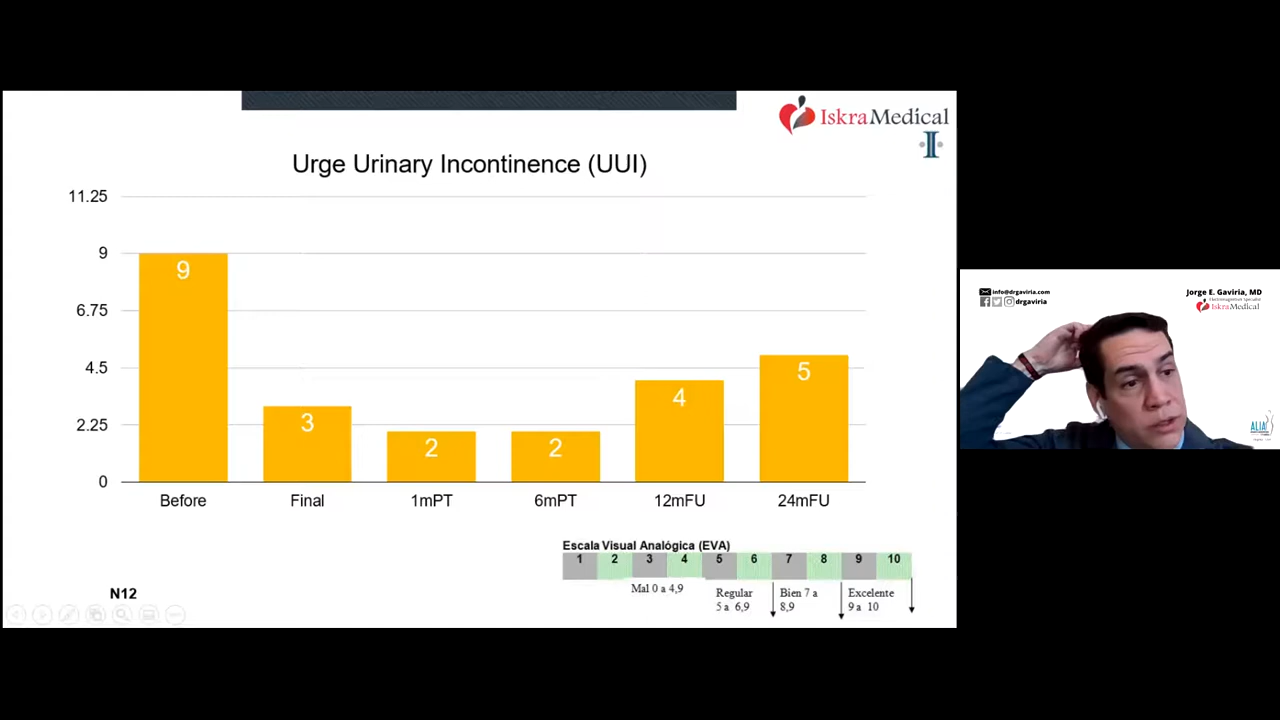 IskraMedical
Urge Urinary Incontinence (UUI)
11.25
9
6.75
4.5
2.25
0
9
3
2
2
4
5
Before
Final
1mPT
6mPT
12mFU
24mFU
Escala Visual Analógica (EVA)
1 2 3 4 5 6 7 8 9 10
Mal 0 a 4,9
Regular
5 a 6,9
Bien 7 a
8,9
Excelente
9 a 10
N12
info@drgaviria.com
drgaviria
Jorge E. Gaviria, MD
IskraMedical
ALIA